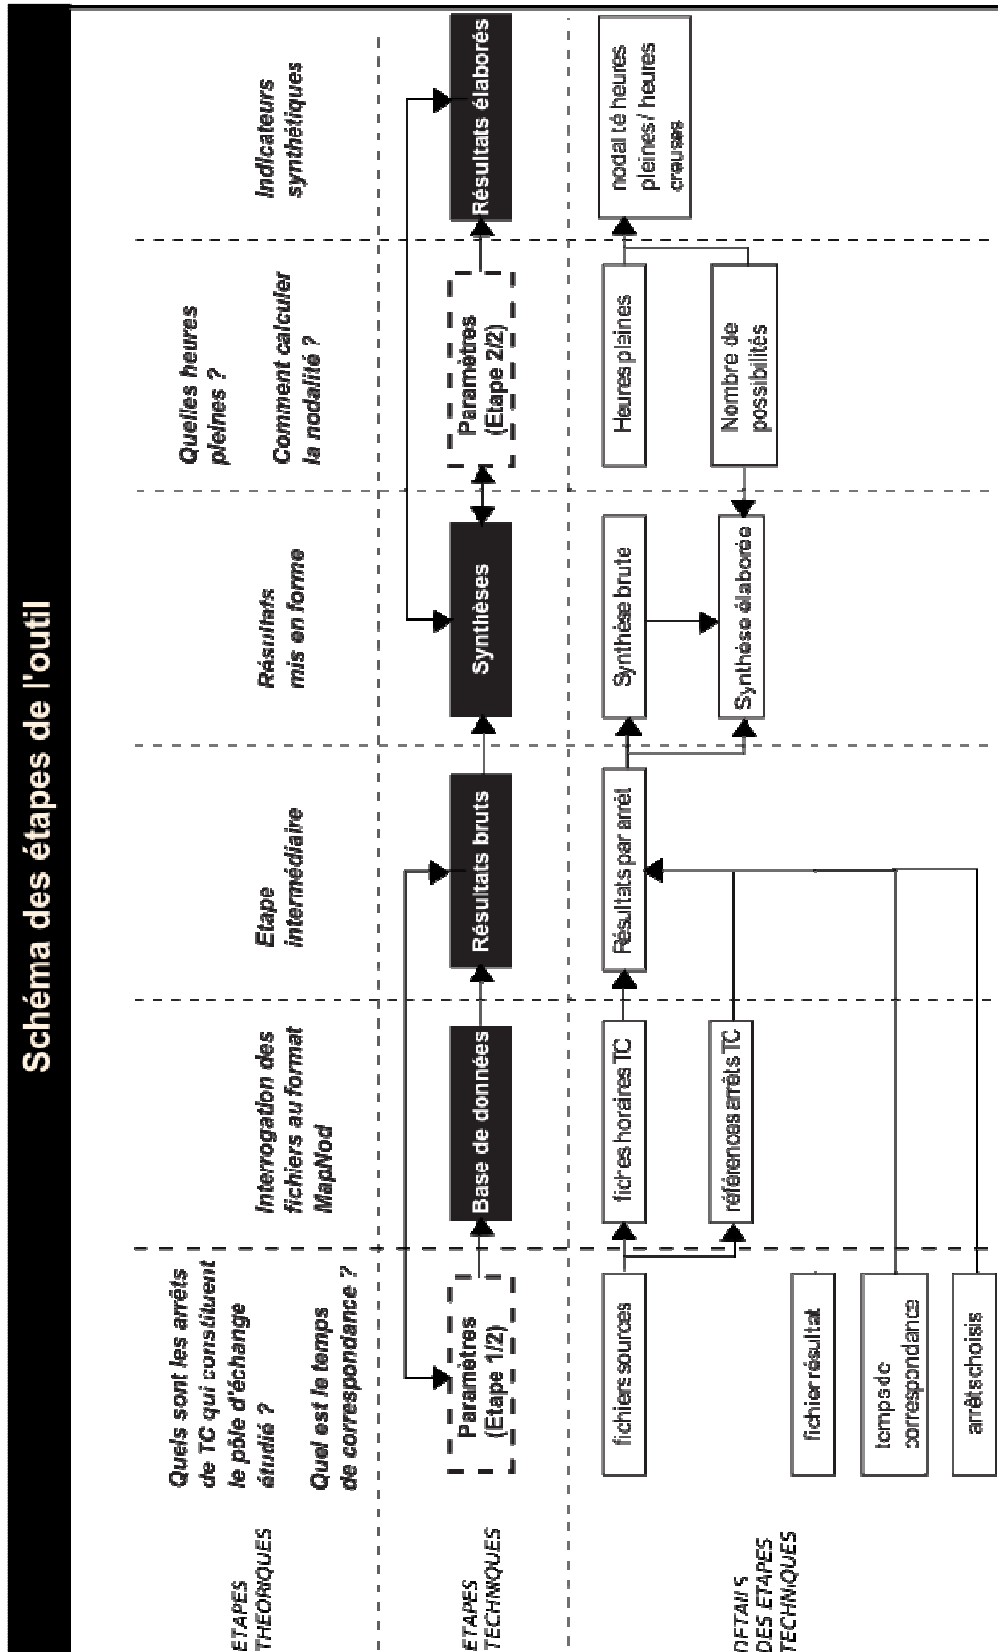 Schéma des étapes de l'outil
ETAPES
THEORIQUES
Quels sont les arrêts
de TC qui constituent
le pôle d'échange
étudié ?
Quel est le temps
de correspondance ?
Interrogation des
fichiers au format
MapNod
Etape
intermédiaire
Résultats
mis en forme
Quelles heures
pleines ?
Comment calculer
la nodalité ?
Indicateurs
synthétiques
ETAPES
TECHNIQUES
Paramètres
(Etape 1/2)
Base de données
Résultats bruts
Synthèses
Paramètres
(Etape 2/2)
Résultats élaborés
DETAILS
DES ETAPES
TECHNIQUES
fichiers sources
fichier résultat
temps de
correspondance
arrêts choisis
fiches horaires TC
références arrêts TC
Résultats par arrêt
Synthèse brute
Synthèse élaborée
Heures pleines
Nombre de
possibilités
nodalité heures
pleines / heures
creuses